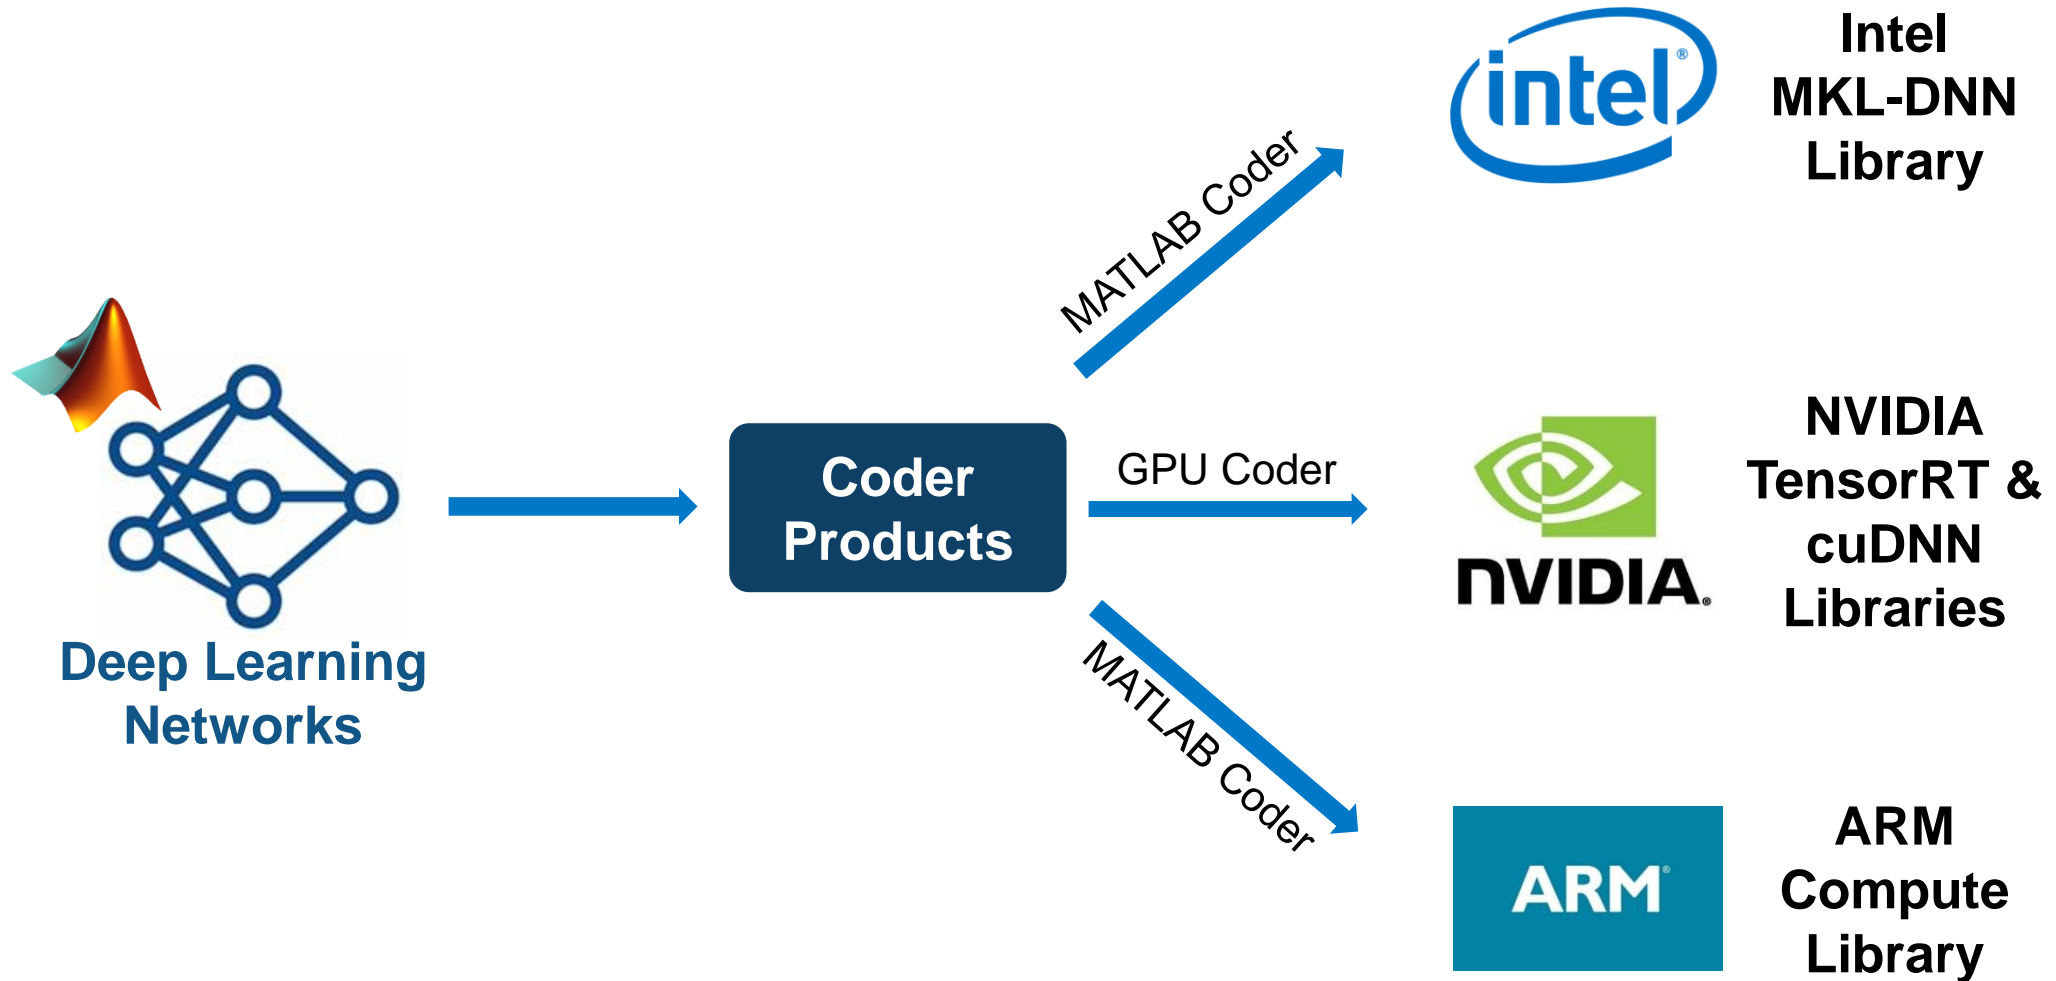 Deep Learning
Networks
Coder
Products
MATLAB Coder
intel®
Intel
MKL-DNN
Library
GPU Coder
NVIDIA.
NVIDIA
TensorRT &
cuDNN
Libraries
MATLAB Coder
ARM®
ARM
Compute
Library